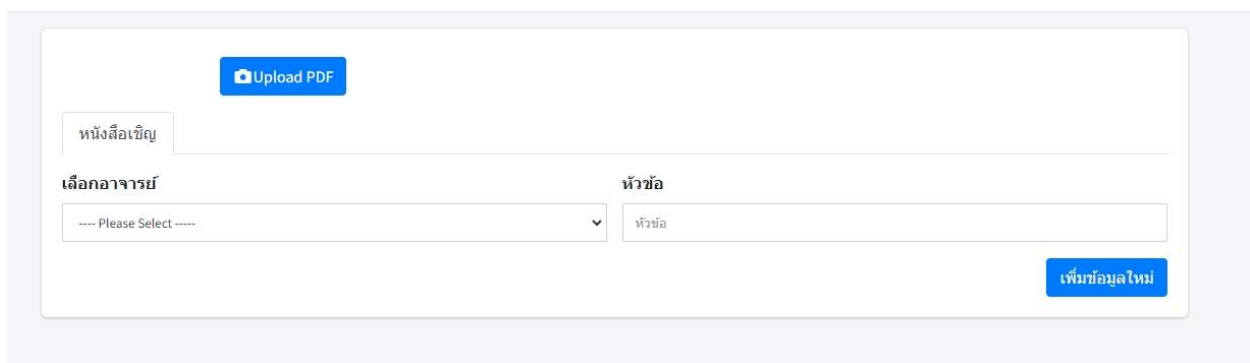 Upload PDF
หนังสือเชิญ
เลือกอาจารย์
หัวข้อ
---- Please Select -----
หัวข้อ
เพิ่มข้อมูลใหม่